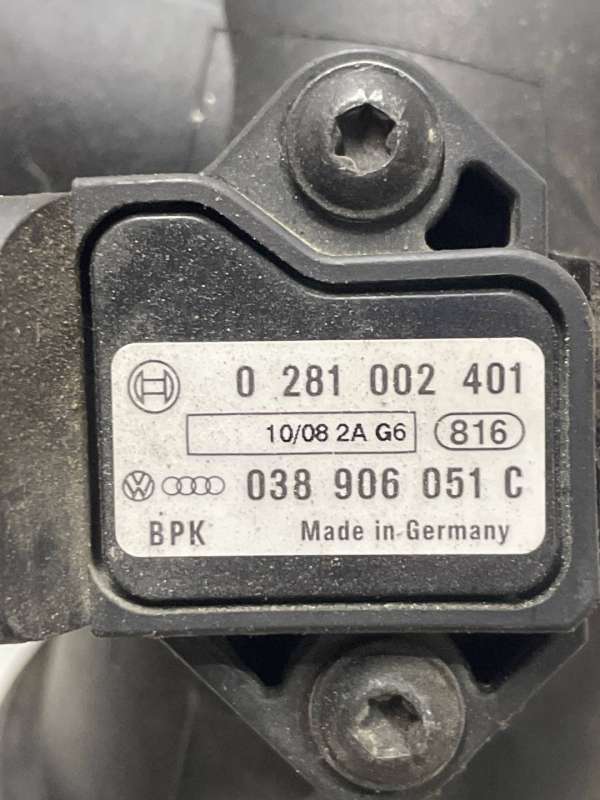 0 281 002 401
10/08 2A G6 816
038 906 051 C
BPK Made in Germany